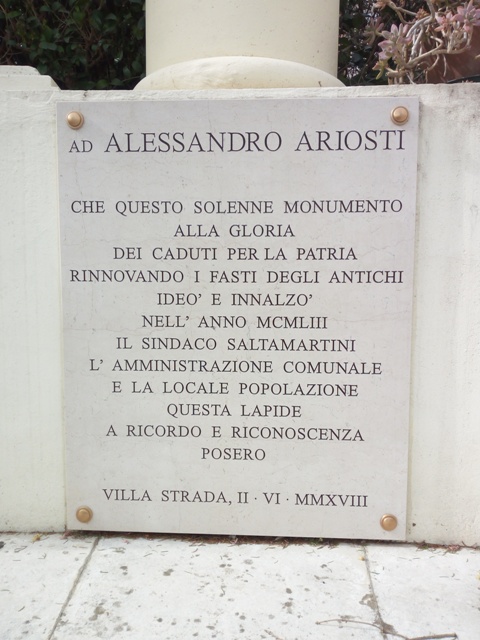 AD ALESSANDRO ARIOSTI
CHE QUESTO SOLENNE MONUMENTO
ALLA GLORIA
DEI CADUTI PER LA PATRIA
RINNOVANDO I FASTI DEGLI ANTICHI
IDEO' E INNALZO'
NELL' ANNO MCMLIII
IL SINDACO SALTAMARTINI
L' AMMINISTRAZIONE COMUNALE
E LA LOCALE POPOLAZIONE
QUESTA LAPIDE
A RICORDO E RICONOSCENZA
POSERO
VILLA STRADA, II · VI · MMXVIII